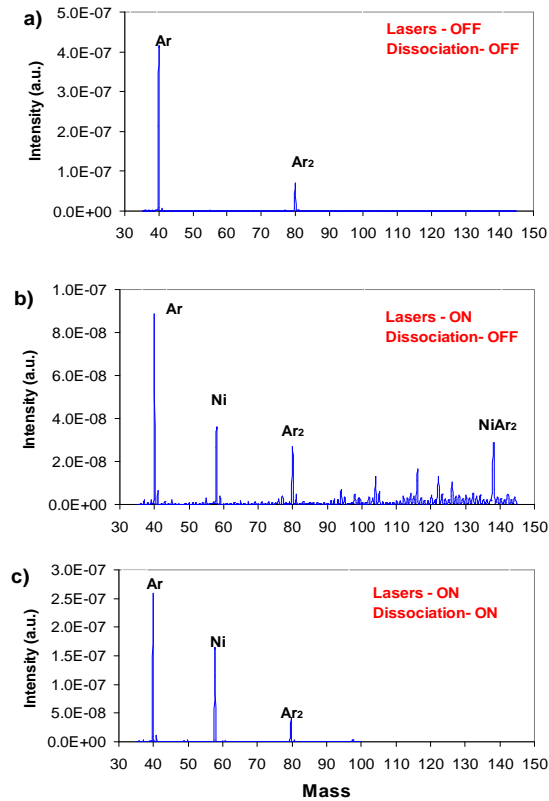 a)
Intensity (a.u.)
5.0E-07
4.0E-07
3.0E-07
2.0E-07
1.0E-07
0.0E+00
Ar
Ar2
Lasers - OFF
Dissociation- OFF
30 40 50 60 70 80 90 100 110 120 130 140 150
b)
Intensity (a.u.)
1.0E-07
8.0E-08
6.0E-08
4.0E-08
2.0E-08
0.0E+00
Ar
Ni
Ar2
NiAr2
Lasers - ON
Dissociation- OFF
30 40 50 60 70 80 90 100 110 120 130 140 150
c)
Intensity (a.u.)
3.0E-07
2.5E-07
2.0E-07
1.5E-07
1.0E-07
5.0E-08
0.0E+00
Ar
Ni
Ar2
Lasers - ON
Dissociation- ON
30 40 50 60 70 80 90 100 110 120 130 140 150
Mass